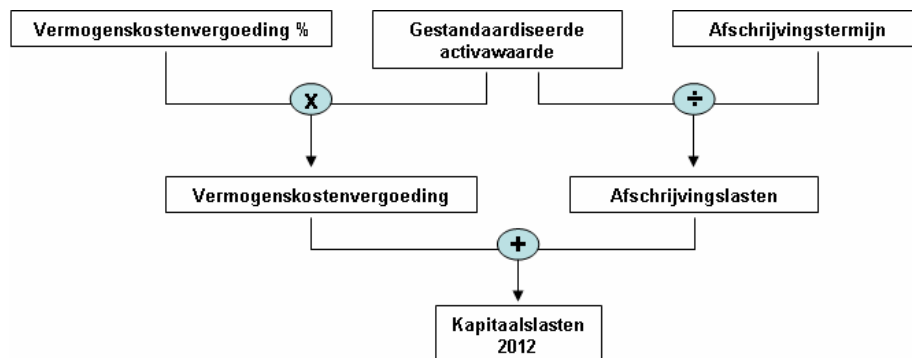 Vermogenskostenvergoeding %
Gestandaardiseerde
activawaarde
Afschrijvingstermijn
x
÷
Vermogenskostenvergoeding
Afschrijvingslasten
+
Kapitaalslasten
2012